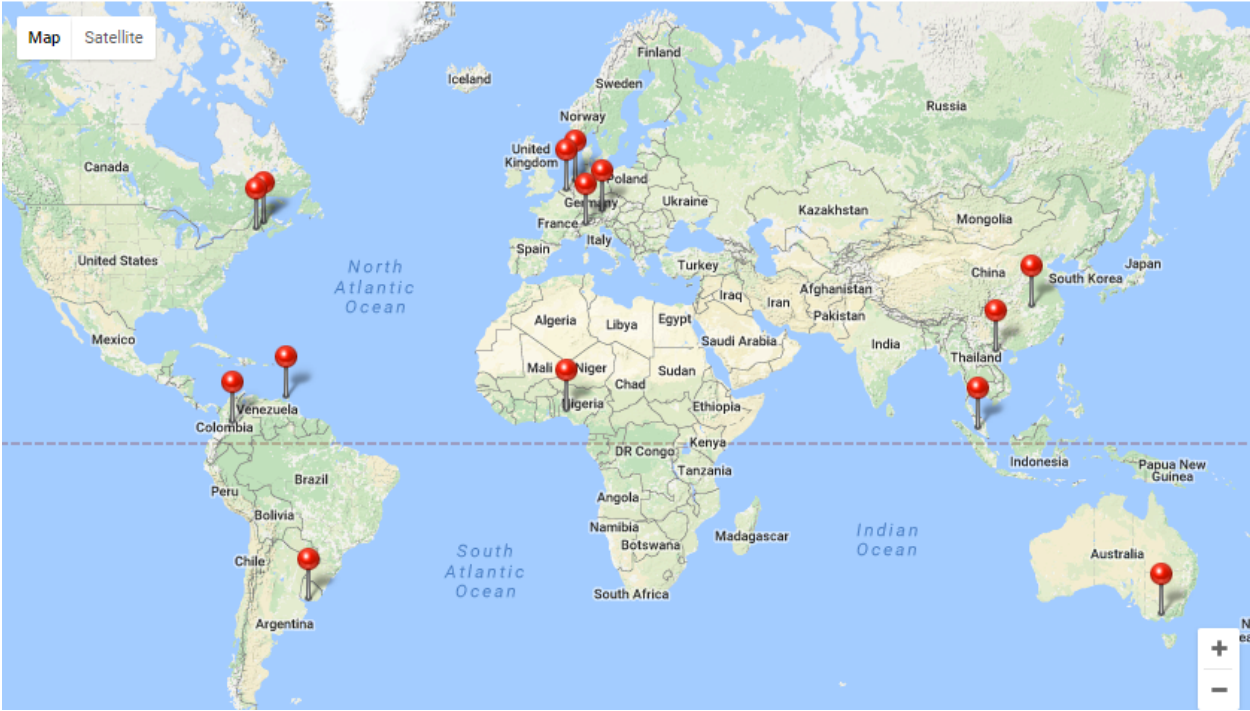 Map Satellite
Finland
Iceland
Sweden
Russia
Norway
United
Kingdom
Canada
Poland
Germany
Ukraine
Kazakhstan
Mongolia
France
Italy
Spain
United States
North
Atlantic
Ocean
Turkey
China
South Korea
Japan
Afghanistan
Iraq
Iran
Pakistan
Algeria
Libya
Egypt
Mexico
Saudi Arabia
India
Thailand
Mali
Niger
Sudan
Chad
Nigeria
Ethiopia
Venezuela
Colombia
DR Congo
Kenya
Indonesia
Papua New
Guinea
Tanzania
Brazil
Peru
Angola
Bolivia
Namibia
Botswana
Madagascar
Indian
Ocean
Chile
South
Atlantic
Ocean
Australia
South Africa
Argentina
+
−